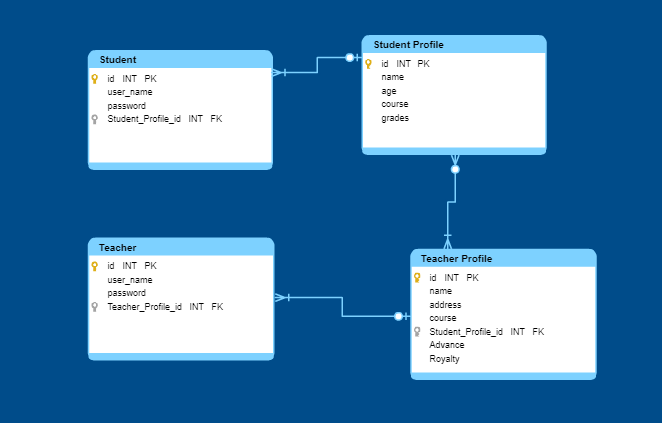 Student
id INT PK
user_name
password
Student_Profile_id INT FK
Student Profile
id INT PK
name
age
course
grades
Teacher
id INT PK
user_name
password
Teacher_Profile_id INT FK
Teacher Profile
id INT PK
name
address
course
Student_Profile_id INT FK
Advance
Royalty